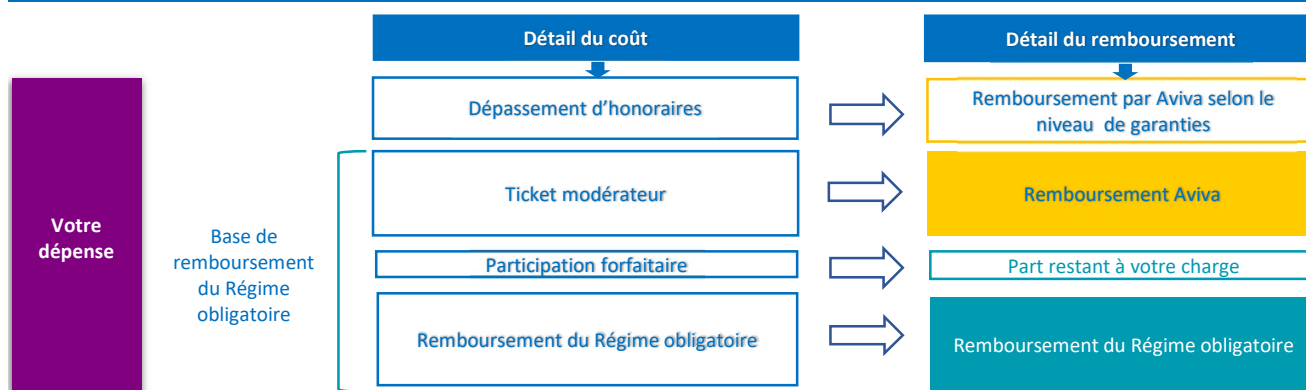 Détail du coût
Détail du remboursement
Dépassement d’honoraires
Remboursement par Aviva selon le
niveau de garanties
Votre
dépense
Base de
remboursement
du Régime
obligatoire
Ticket modérateur
Remboursement Aviva
Participation forfaitaire
Part restant à votre charge
Remboursement du Régime obligatoire
Remboursement du Régime obligatoire